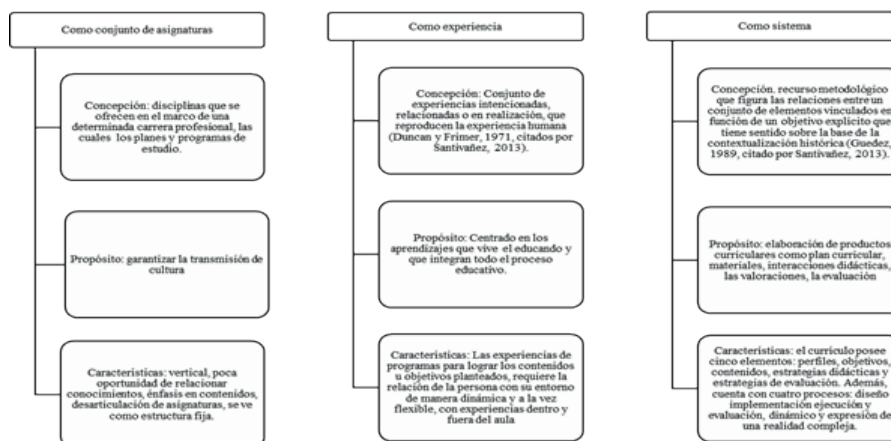 Como conjunto de asignaturas
Concepción: disciplinas que se
ofrecen en el marco de una
determinada carrera profesional, las
cuales los planes y programas de
estudio.
Propósito: garantizar la transmisión de
cultura
Características: vertical, poca
oportunidad de relacionar
conocimientos, énfasis en contenidos,
desarticulación de asignaturas, se ve
como estructura fija.
Como experiencia
Concepción: Conjunto de
experiencias intencionadas,
relacionadas o en realización, que
reproducen la experiencia humana
(Duncan y Frimer, 1971, citados por
Santivañez, 2013).
Propósito: Centrado en los
aprendizajes que vive el educando y
que integran todo el proceso
educativo.
Características: Las experiencias de
programas para lograr los contenidos
u objetivos planteados, requiere la
relación de la persona con su entorno
de manera dinámica y a la vez
flexible, con experiencias dentro y
fuera del aula
Como sistema
Concepción. recurso metodológico
que figura las relaciones entre un
conjunto de elementos vinculados en
función de un objetivo explícito que
tiene sentido sobre la base de la
contextualización histórica (Guedez,
1989, citado por Santivañez, 2013).
Propósito: elaboración de productos
curriculares como plan curricular,
materiales, interacciones didácticas,
las valoraciones, la evaluación
Características: el currículo posee
cinco elementos: perfiles, objetivos,
contenidos, estrategias didácticas y
estrategias de evaluación. Además,
cuenta con cuatro procesos: diseño
implementación ejecución y
evaluación, dinámico y expresión de
una realidad compleja.